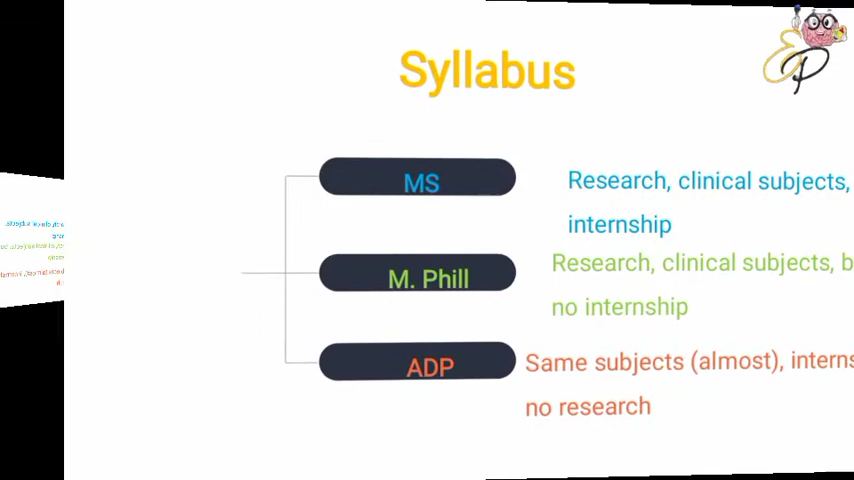 Syllabus
MS
Research, clinical subjects,
internship
M. Phill
Research, clinical subjects, b
no internship
ADP
Same subjects (almost), interns
no research
EP